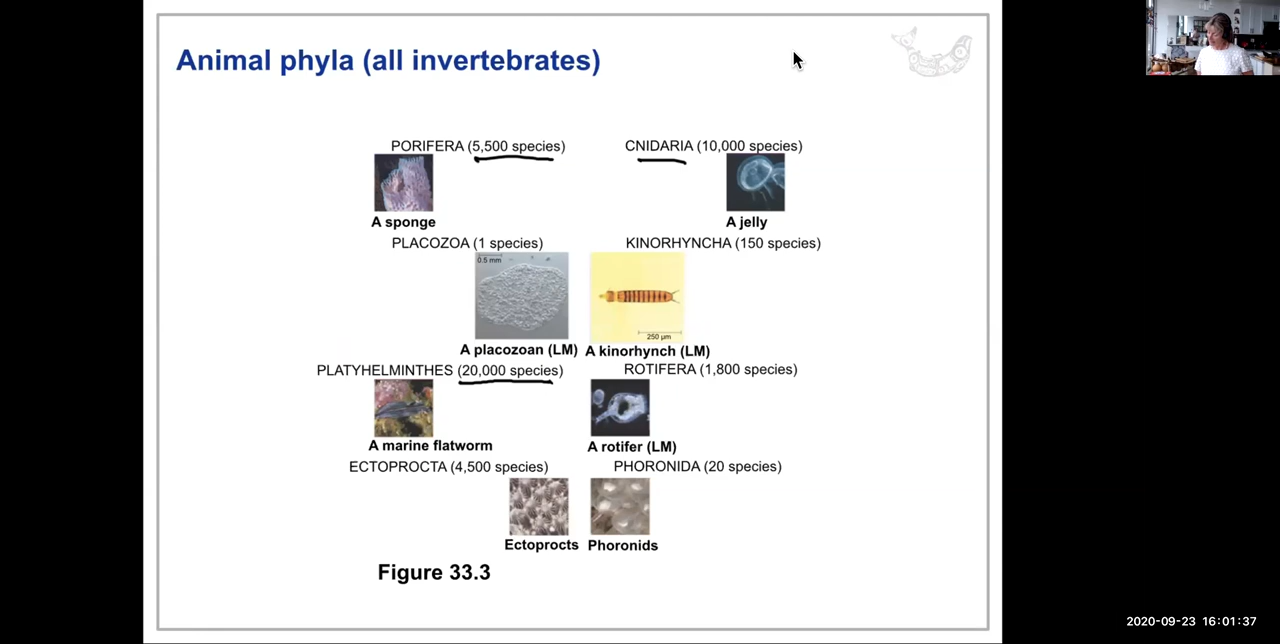 Animal phyla (all invertebrates)
PORIFERA (5,500 species)
CNIDARIA (10,000 species)
A sponge
A jelly
PLACOZOA (1 species)
KINORHYNCHA (150 species)
0.5 mm
250 µm
A placozoan (LM)
A kinorhynch (LM)
PLATYHELMINTHES (20,000 species)
ROTIFERA (1,800 species)
A marine flatworm
A rotifer (LM)
ECTOPROCTA (4,500 species)
PHORONIDA (20 species)
Ectoprocts
Phoronids
Figure 33.3
2020-09-23 16:01:37